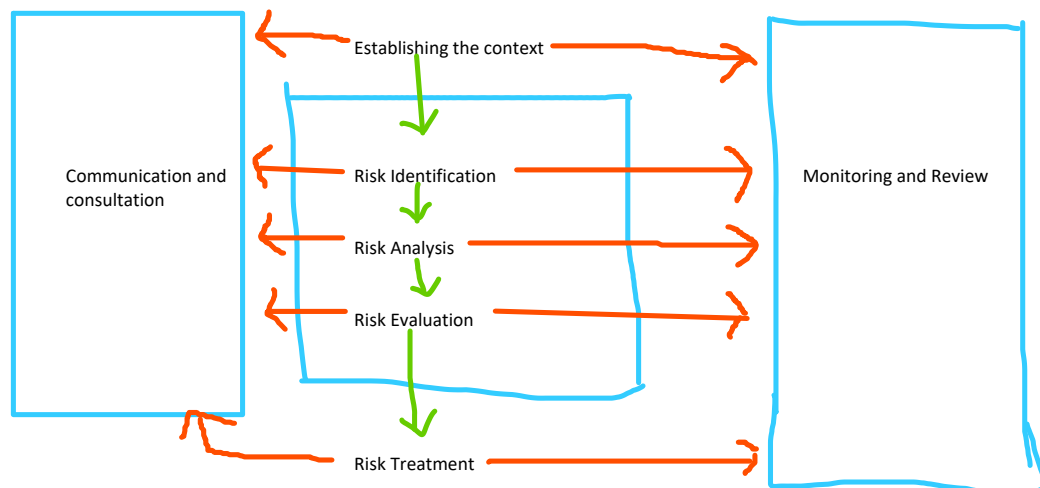 Establishing the context
Communication and
consultation
Risk Identification
Monitoring and Review
Risk Analysis
Risk Evaluation
Risk Treatment